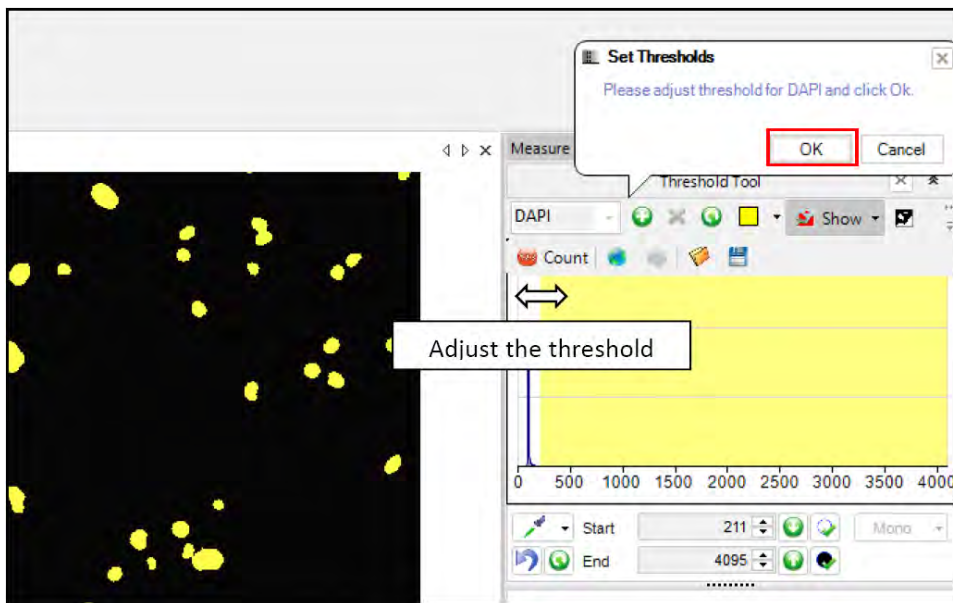 Set Thresholds
Please adjust threshold for DAPI and click Ok.
OK Cancel
Measure
Threshold Tool
DAPI Show
Count
Adjust the threshold
0 500 1000 1500 2000 2500 3000 3500 4000
Start 211 Mono
End 4095